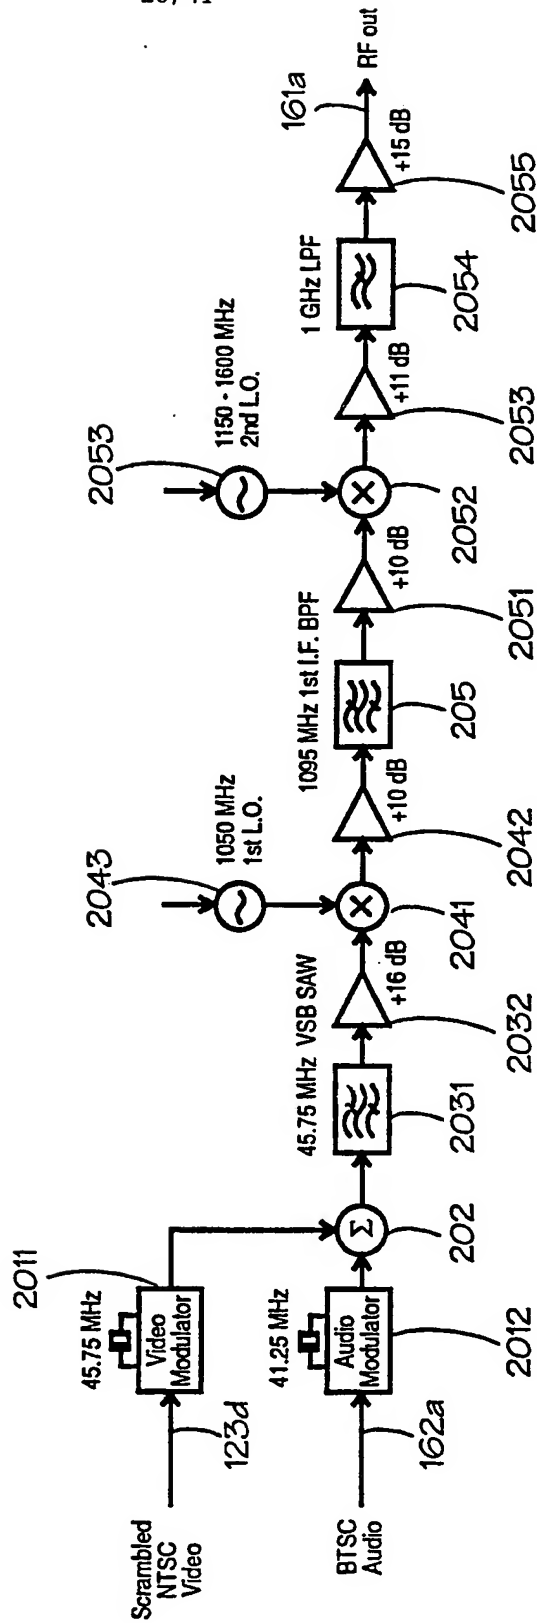 Scrambled
NTSC
Video
123d
45.75 MHz
Video
Modulator
2011
BTSC
Audio
162a
41.25 MHz
Audio
Modulator
2012
Σ
202
45.75 MHz VSB SAW
2031
+16 dB
2032
1050 MHz
1st L.O.
2043
2041
+10 dB
2042
1095 MHz 1st I.F. BPF
205
+10 dB
2051
1150 - 1600 MHz
2nd L.O.
2053
2052
+11 dB
2053
1 GHz LPF
2054
+15 dB
2055
161a
RF out